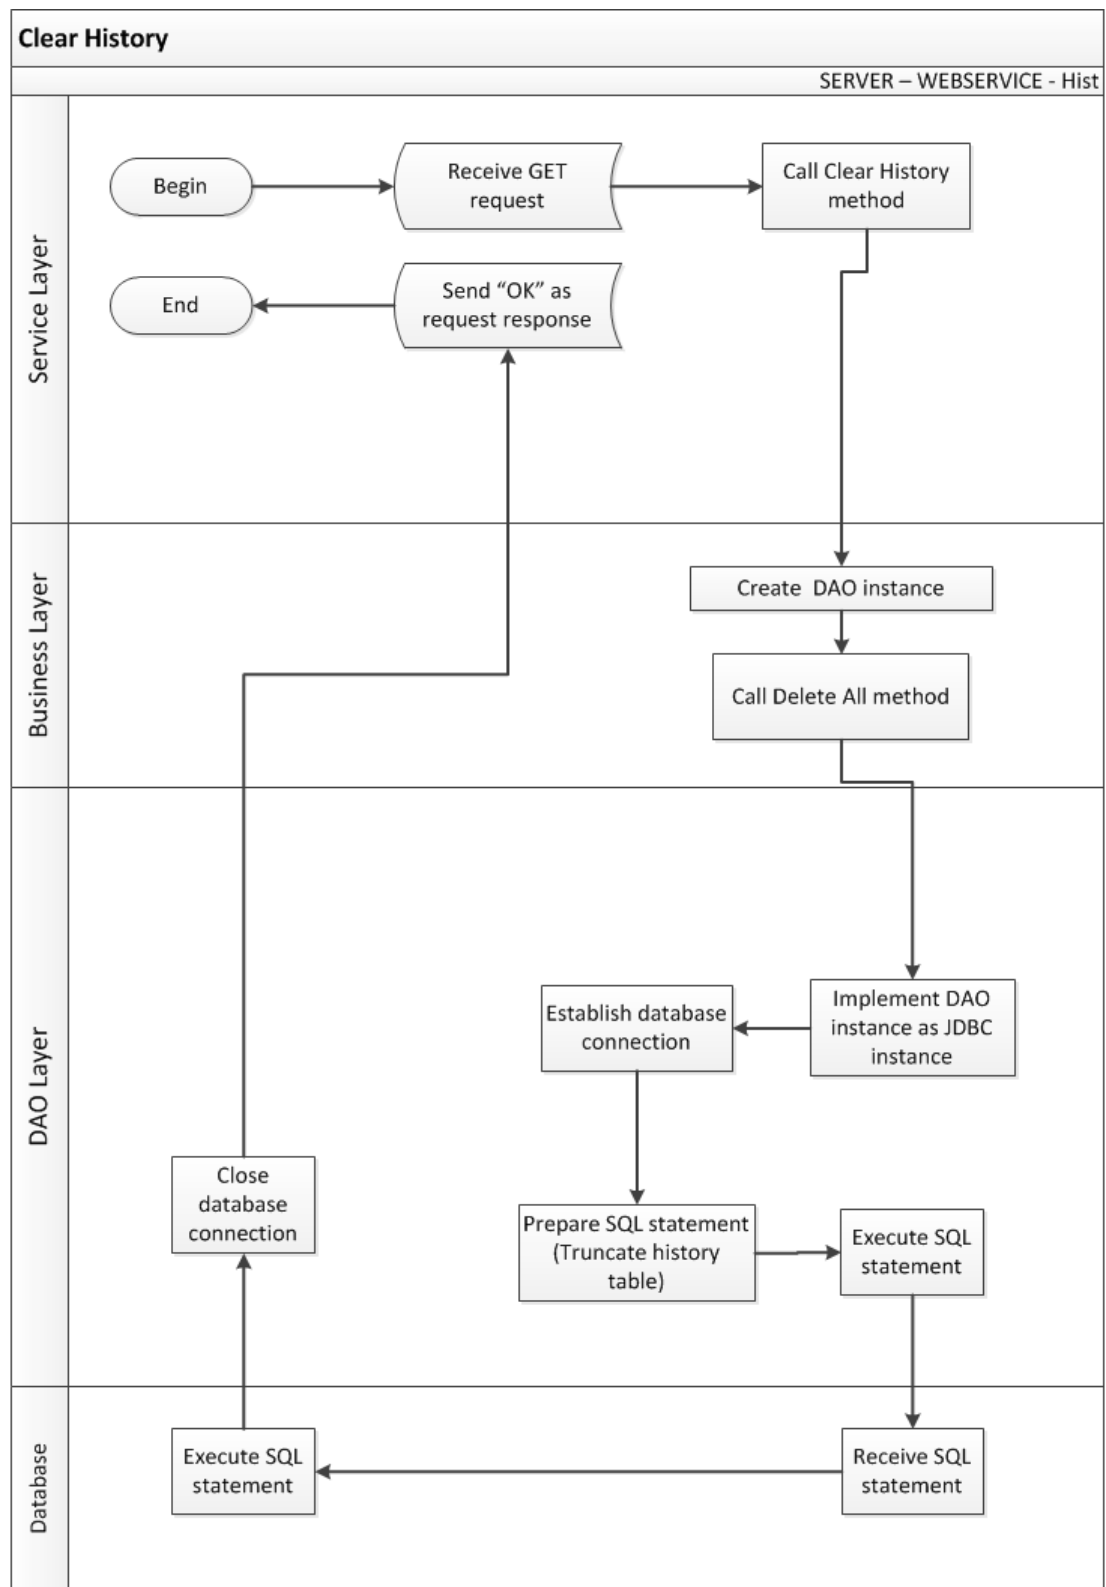 Clear History
SERVER – WEBSERVICE - Hist
Service Layer
Begin
Receive GET
request
Call Clear History
method
End
Send “OK” as
request response
Business Layer
Create  DAO instance
Call Delete All method
DAO Layer
Establish database
connection
Implement DAO
instance as JDBC
instance
Close
database
connection
Prepare SQL statement
(Truncate history
table)
Execute SQL
statement
Database
Execute SQL
statement
Receive SQL
statement